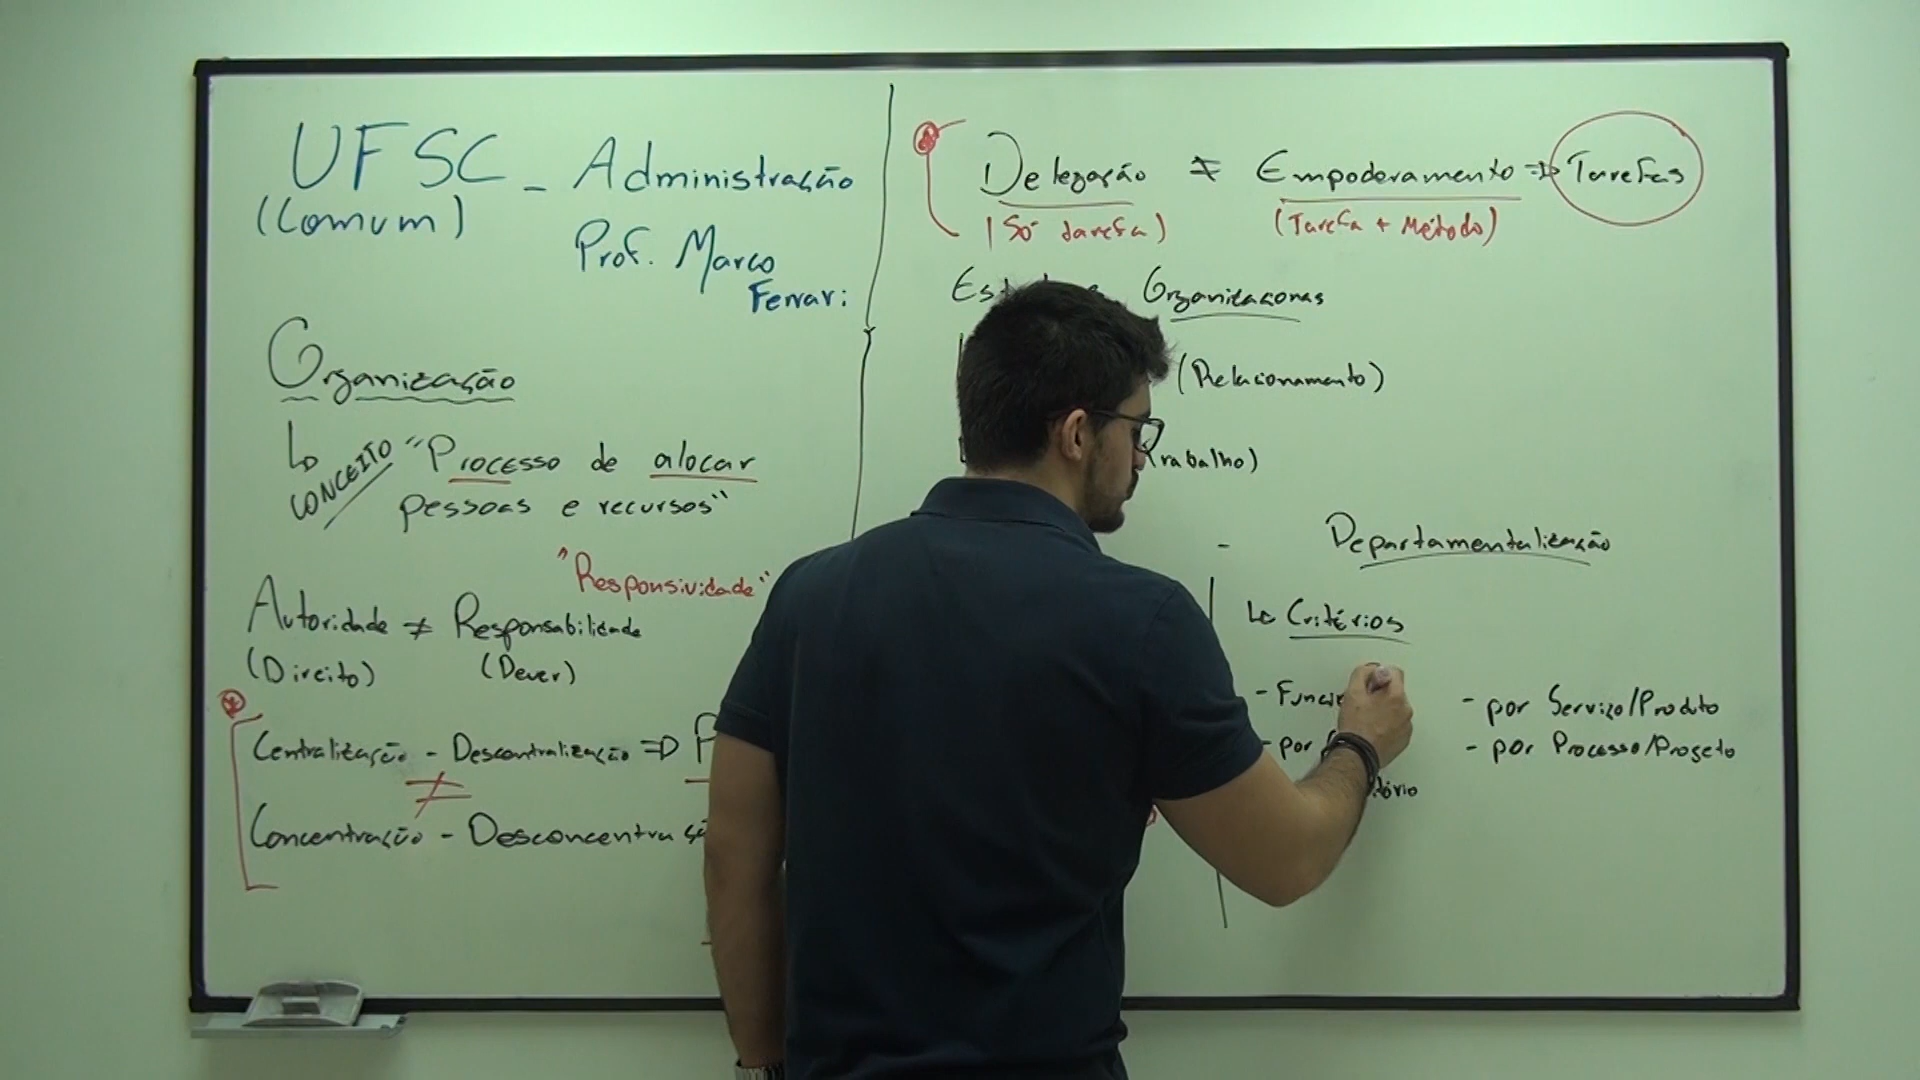 UFSC - Administração
(Comum)
Prof. Marco
Ferrari
Organização
CONCEITO "Processo de alocar
pessoas e recursos"
"Responsividade"
Autoridade ≠ Responsabilidade
(Direito) (Dever)
Centralização - Descentralização ⇒
≠
Concentração - Desconcentração
Delegação ≠ Empoderamento ⇒ Tarefas
(Só tarefa) (Tarefa + Método)
Organizacionas
(Relacionamento)
- Departamentalização
↳ Critérios
- por Serviço/Produto
- por
- por Processo/Projeto